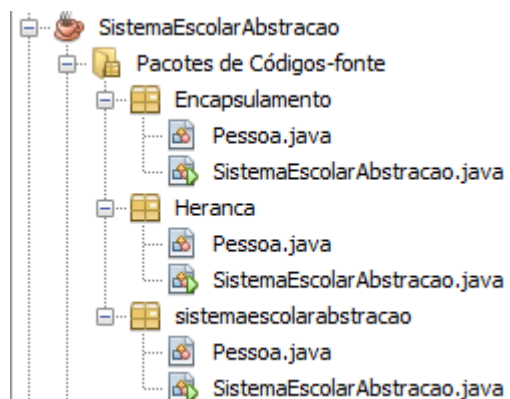 SistemaEscolarAbstracao
Pacotes de Códigos-fonte
Encapsulamento
Pessoa.java
SistemaEscolarAbstracao.java
Heranca
Pessoa.java
SistemaEscolarAbstracao.java
sistemaescolarabstracao
Pessoa.java
SistemaEscolarAbstracao.java